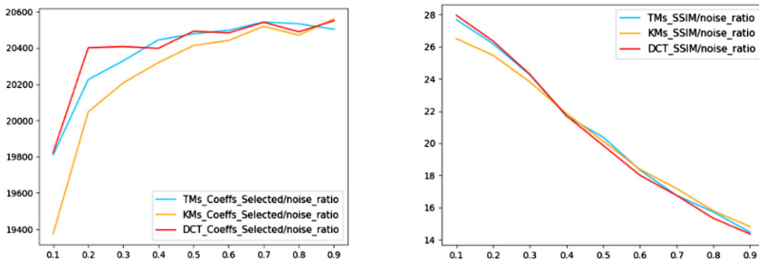 20600
20400
20200
20000
19800
19600
19400
0.1 0.2 0.3 0.4 0.5 0.6 0.7 0.8 0.9
TMs_Coeffs_Selected/noise_ratio
KMs_Coeffs_Selected/noise_ratio
DCT_Coeffs_Selected/noise_ratio
28
26
24
22
20
18
16
14
0.1 0.2 0.3 0.4 0.5 0.6 0.7 0.8 0.9
TMs_SSIM/noise_ratio
KMs_SSIM/noise_ratio
DCT_SSIM/noise_ratio